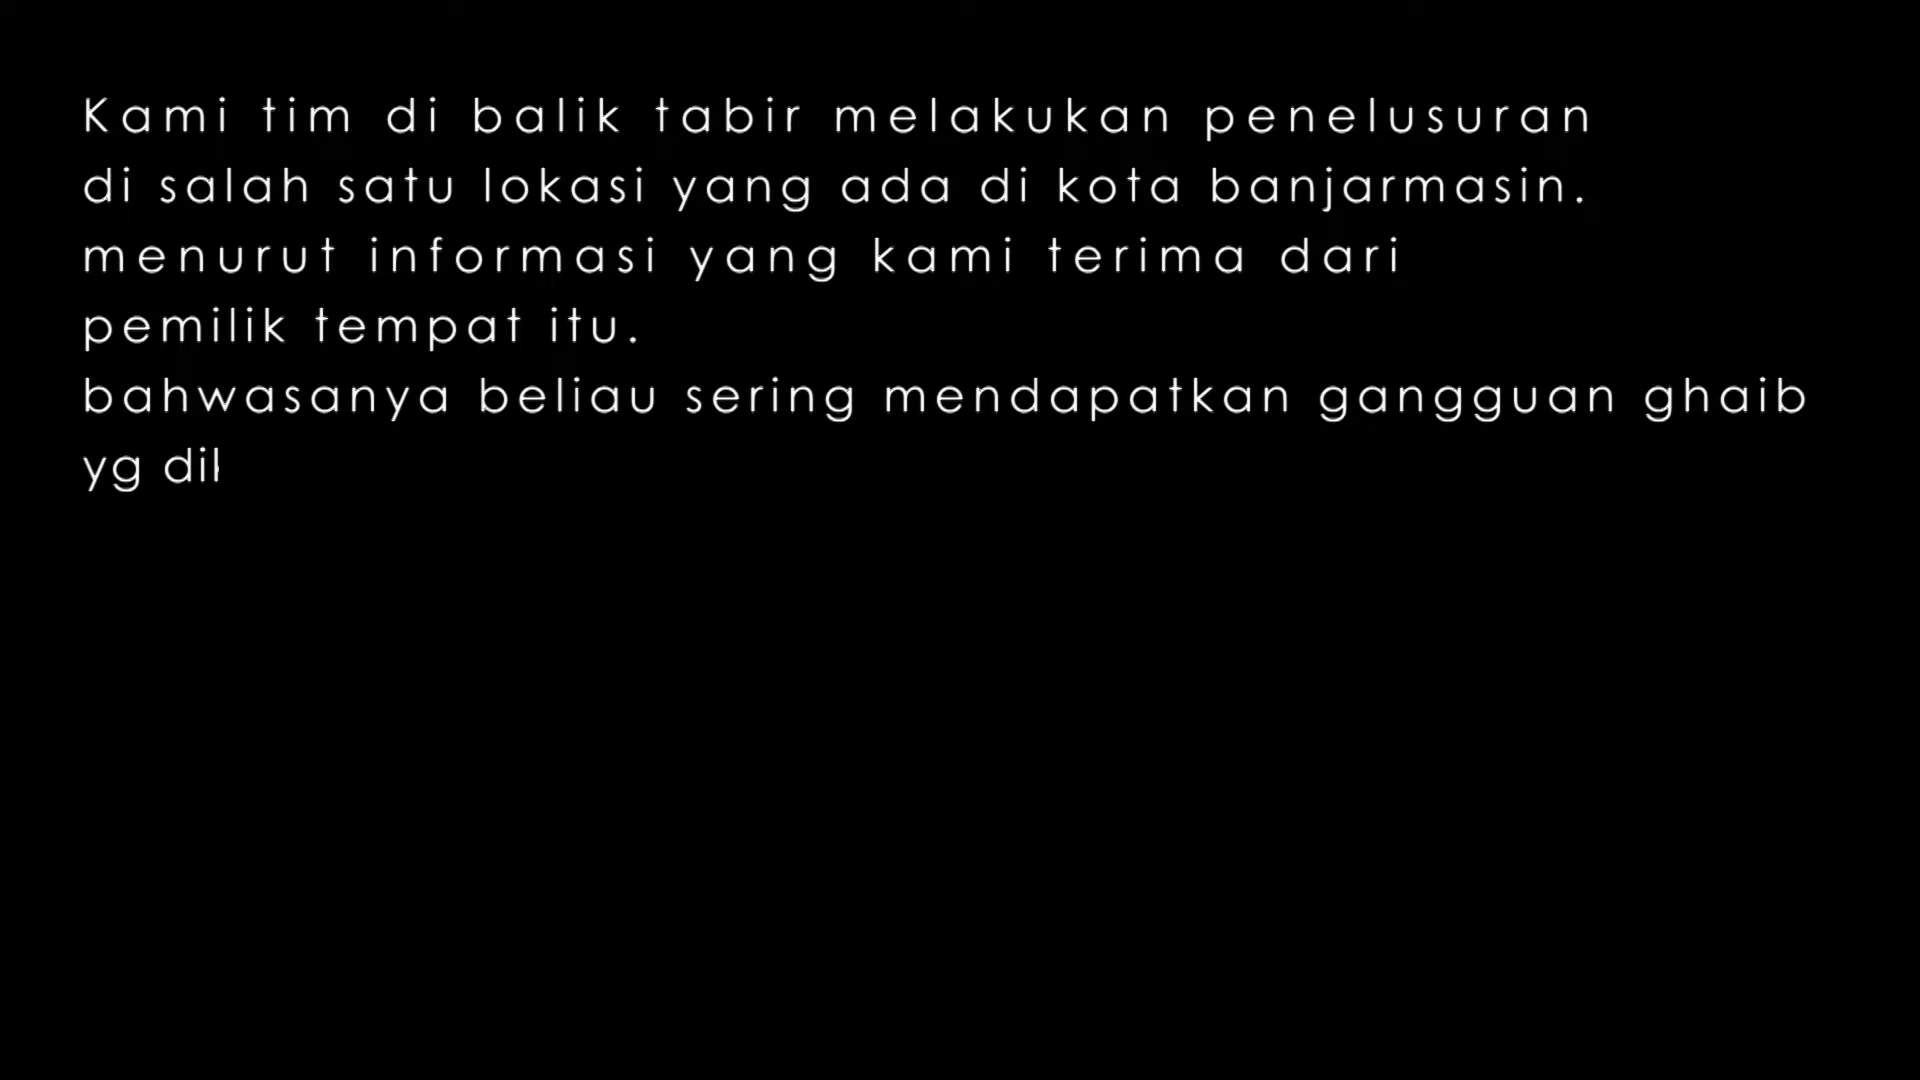 Kami tim di balik tabir melakukan penelusuran
di salah satu lokasi yang ada di kota banjarmasin.
menurut informasi yang kami terima dari
pemilik tempat itu.
bahwasanya beliau sering mendapatkan gangguan ghaib
yg